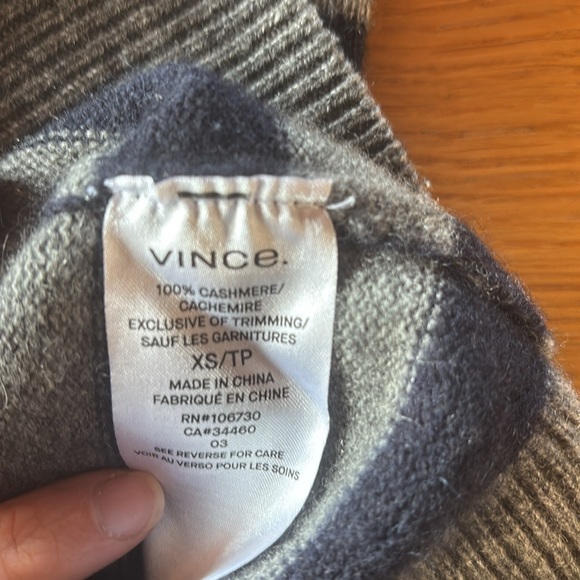 VINCe.
100% CASHMERE/
CACHEMIRE
EXCLUSIVE OF TRIMMING/
SAUF LES GARNITURES
XS/TP
MADE IN CHINA
FABRIQUÉ EN CHINE
RN#106730
CA#34460
03
SEE REVERSE FOR CARE
VOIR AU VERSO POUR LES SOINS